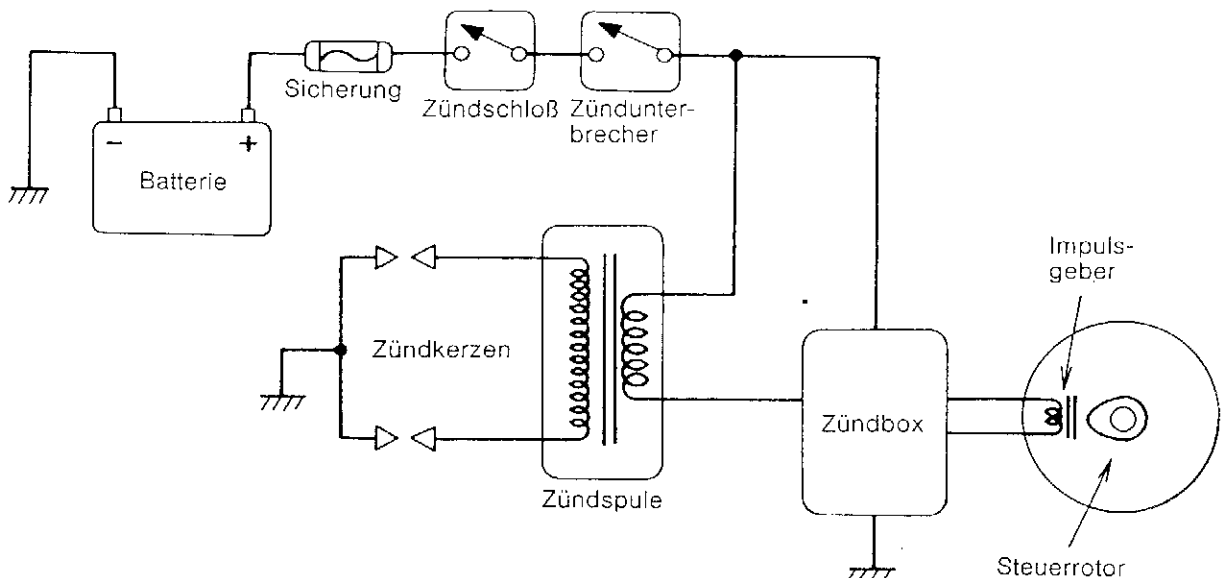 Sicherung
Zündschloß
Zündunter-
brecher
- +
Batterie
Impuls-
geber
Zündkerzen
Zündbox
Zündspule
Steuerrotor